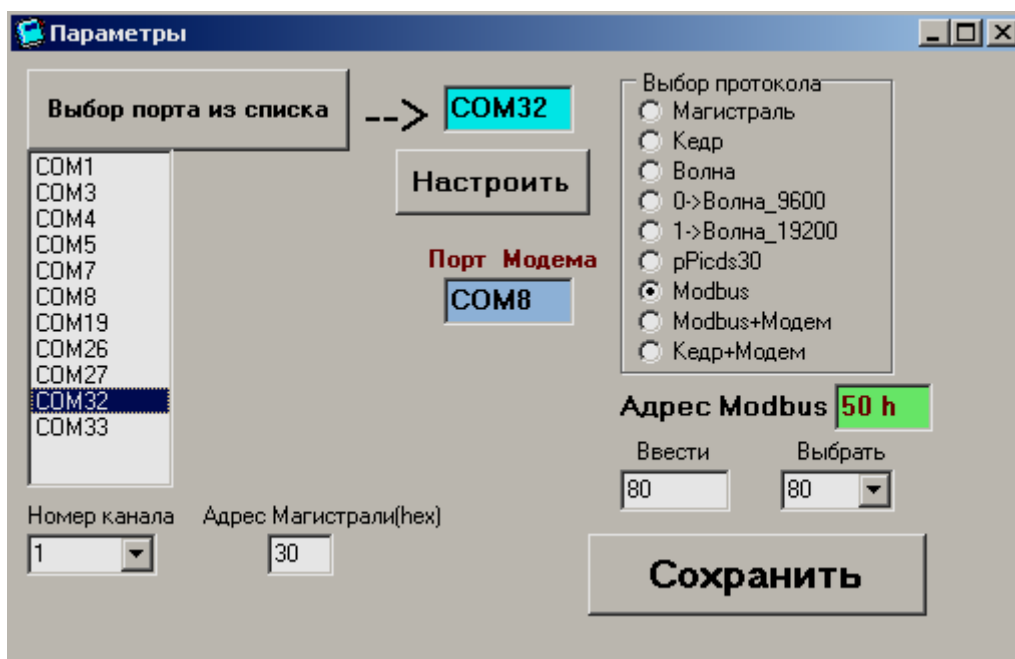 Параметры
Выбор порта из списка
-->
COM32
Настроить
Порт Модема
COM8
COM1
COM3
COM4
COM5
COM7
COM8
COM19
COM26
COM27
COM32
COM33
Номер канала
1
Адрес Магистрали(hex)
30
Выбор протокола
Магистраль
Кедр
Волна
0->Волна_9600
1->Волна_19200
pPicds30
Modbus
Modbus+Модем
Кедр+Модем
Адрес Modbus 50 h
Ввести
80
Выбрать
80
Сохранить